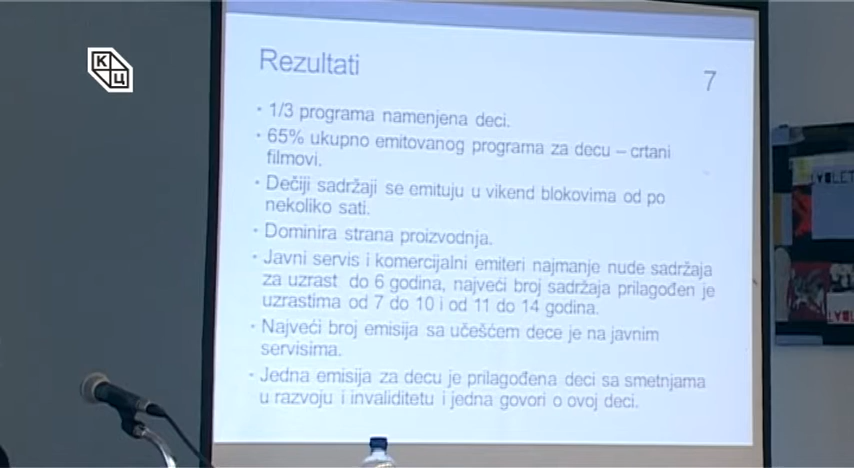 К
Ц
Rezultati
7
• 1/3 programa namenjena deci.
• 65% ukupno emitovanog programa za decu – crtani
filmovi.
• Dečiji sadržaji se emituju u vikend blokovima od po
nekoliko sati.
• Dominira strana proizvodnja.
• Javni servis i komercijalni emiteri najmanje nude sadržaja
za uzrast do 6 godina, najveći broj sadržaja prilagođen je
uzrastima od 7 do 10 i od 11 do 14 godina.
• Najveći broj emisija sa učešćem dece je na javnim
servisima.
• Jedna emisija za decu je prilagođena deci sa smetnjama
u razvoju i invaliditetu i jedna govori o ovoj deci.